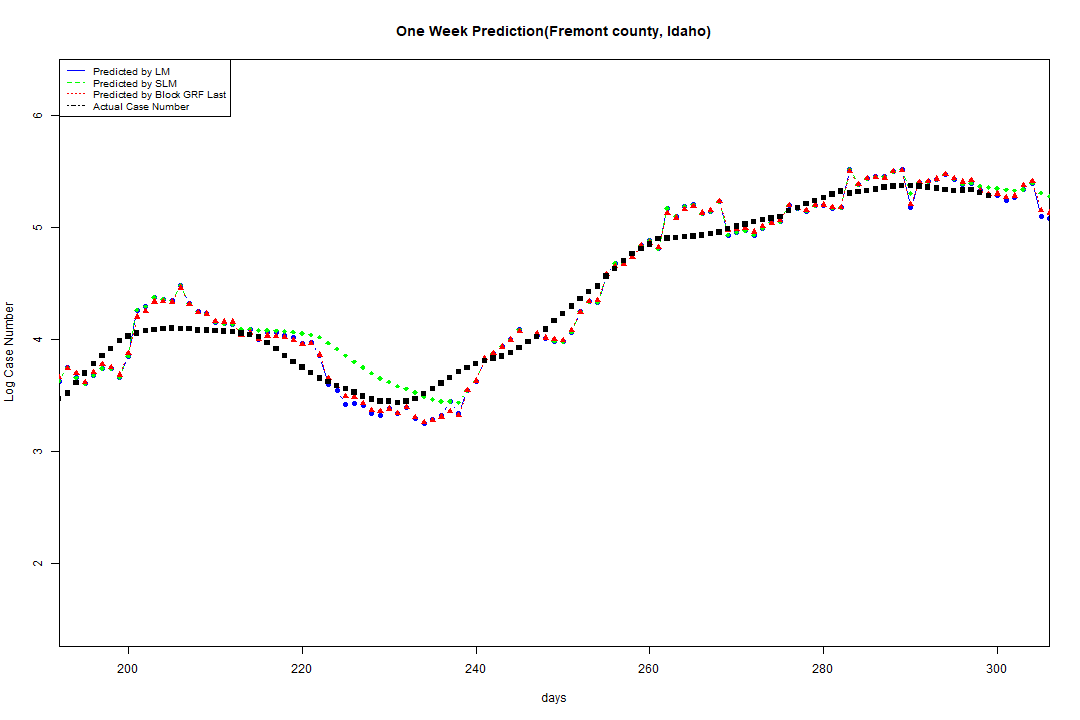 One Week Prediction(Fremont county, Idaho)
Predicted by LM
Predicted by SLM
Predicted by Block GRF Last
Actual Case Number
6
5
4
3
2
Log Case Number
200 220 240 260 280 300
days